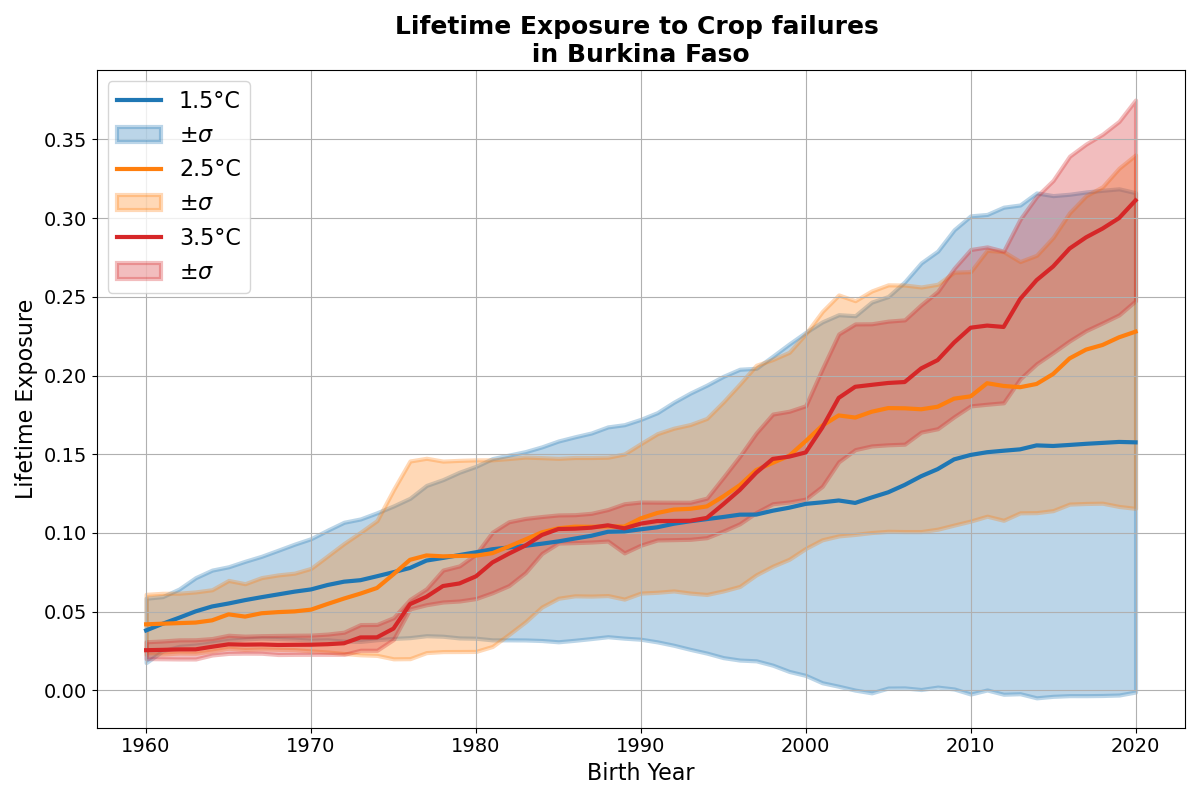 Lifetime Exposure to Crop failures
in Burkina Faso
1.5°C
±σ
2.5°C
±σ
3.5°C
±σ
Lifetime Exposure
0.35
0.30
0.25
0.20
0.15
0.10
0.05
0.00
1960 1970 1980 1990 2000 2010 2020
Birth Year